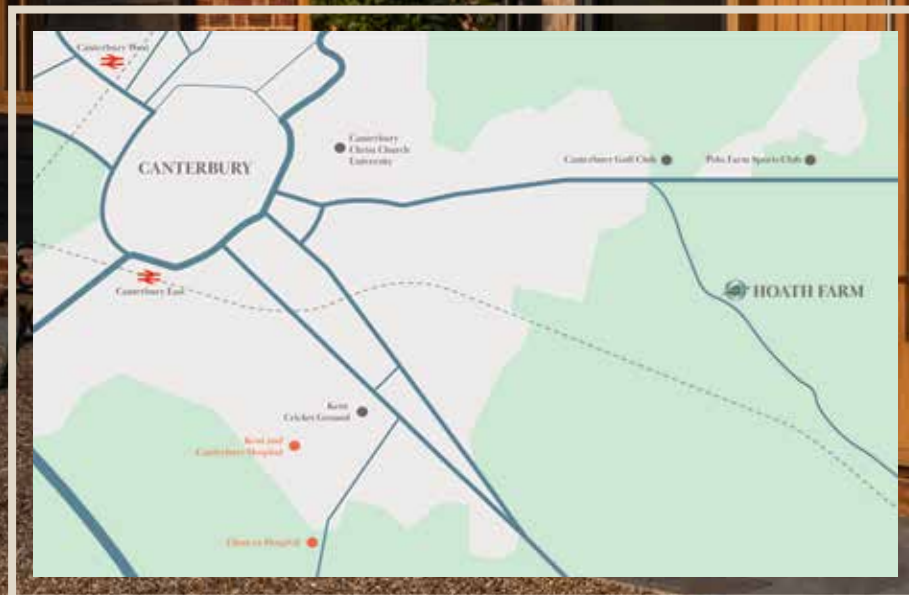 Canterbury West
CANTERBURY
Canterbury
Christ Church
University
Canterbury Golf Club
Polo Farm Sports Club
Canterbury East
HOATH FARM
Kent
Cricket Ground
Kent and
Canterbury Hospital
Hospital